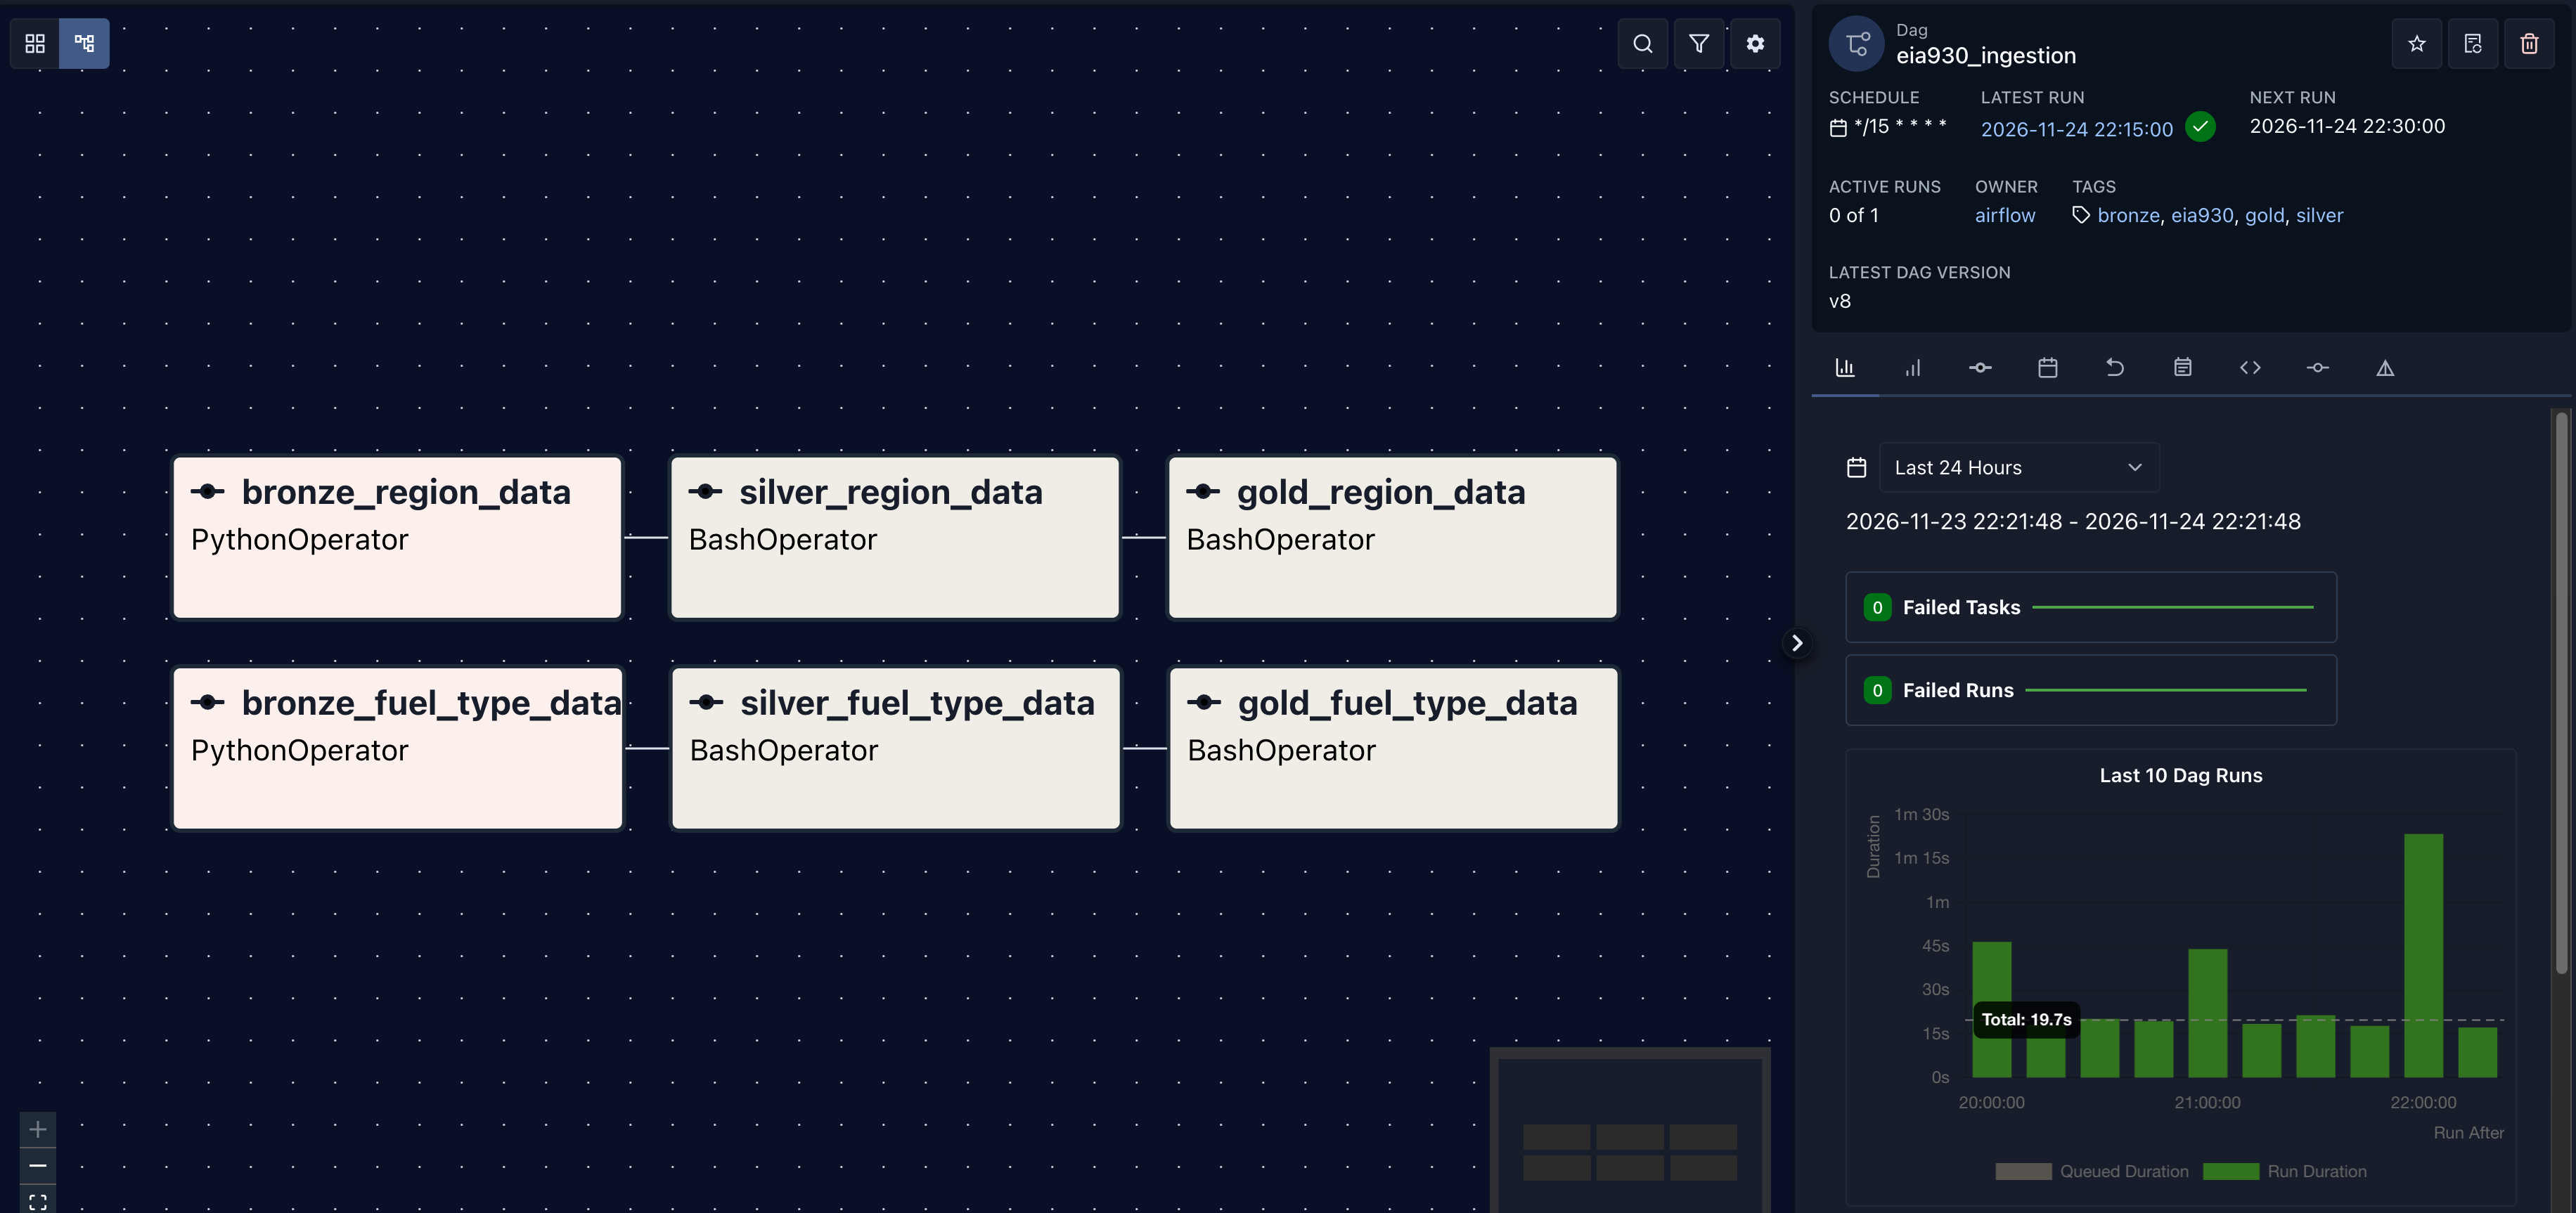 bronze_region_data
PythonOperator
silver_region_data
BashOperator
gold_region_data
BashOperator
bronze_fuel_type_data
PythonOperator
silver_fuel_type_data
BashOperator
gold_fuel_type_data
BashOperator
Dag
eia930_ingestion
SCHEDULE
*/15 * * * *
LATEST RUN
2026-11-24 22:15:00
NEXT RUN
2026-11-24 22:30:00
ACTIVE RUNS
0 of 1
OWNER
airflow
TAGS
bronze, eia930, gold, silver
LATEST DAG VERSION
v8
Last 24 Hours
2026-11-23 22:21:48 - 2026-11-24 22:21:48
0 Failed Tasks
0 Failed Runs
Last 10 Dag Runs
Duration
1m 30s
1m 15s
1m
45s
30s
15s
0s
Total: 19.7s
20:00:00
21:00:00
22:00:00
Run After
Queued Duration
Run Duration